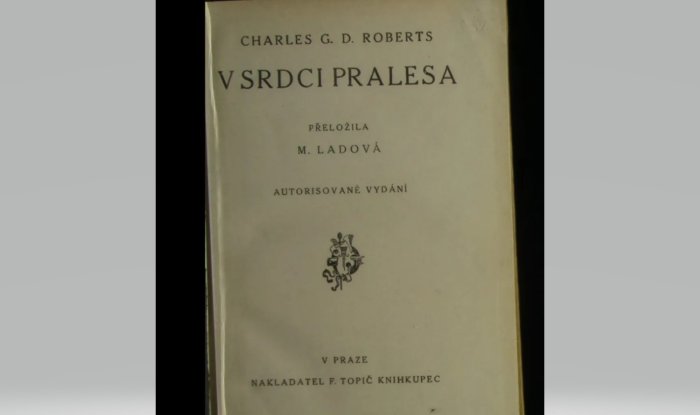 CHARLES G. D. ROBERTS
V SRDCI PRALESA
PŘELOŽILA
M. LADOVÁ
AUTORISOVANÉ VYDÁNÍ
V PRAZE
NAKLADATEL F. TOPIČ KNIHKUPEC